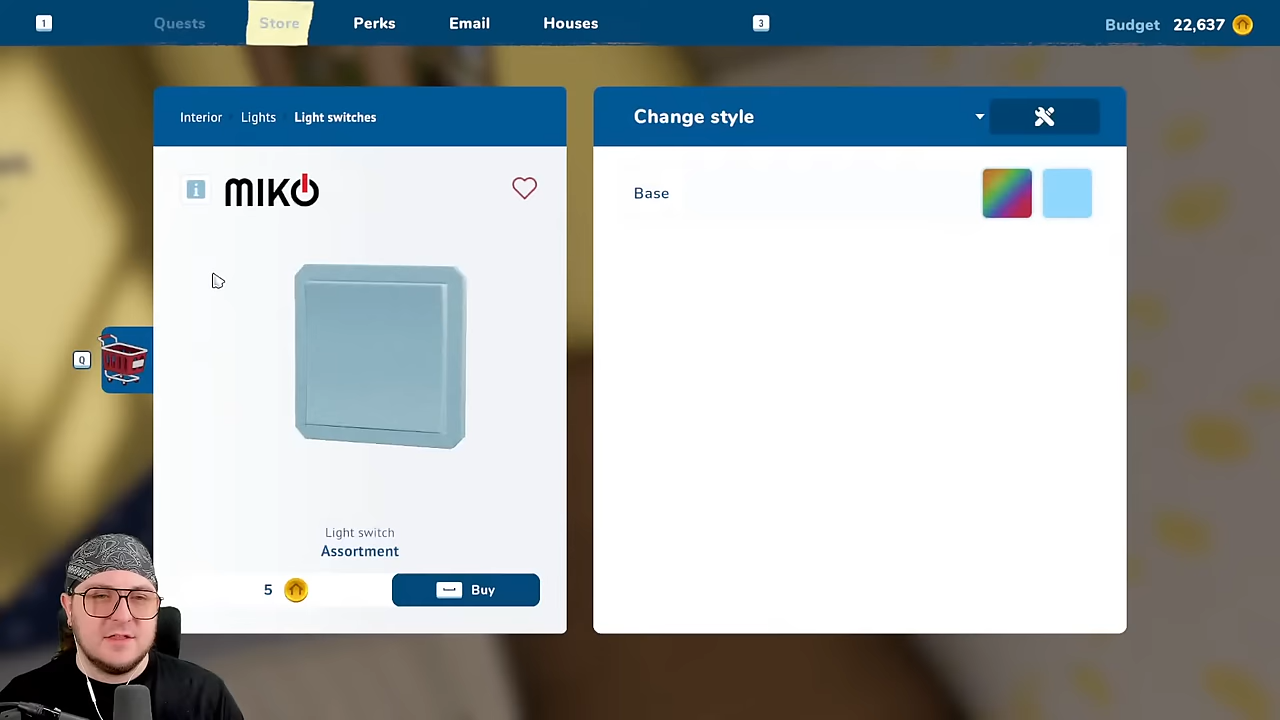 1 Quests Store Perks Email Houses 3 Budget 22,637
Interior Lights Light switches
i MIKO
Q
Light switch
Assortment
5 Buy
Change style
Base